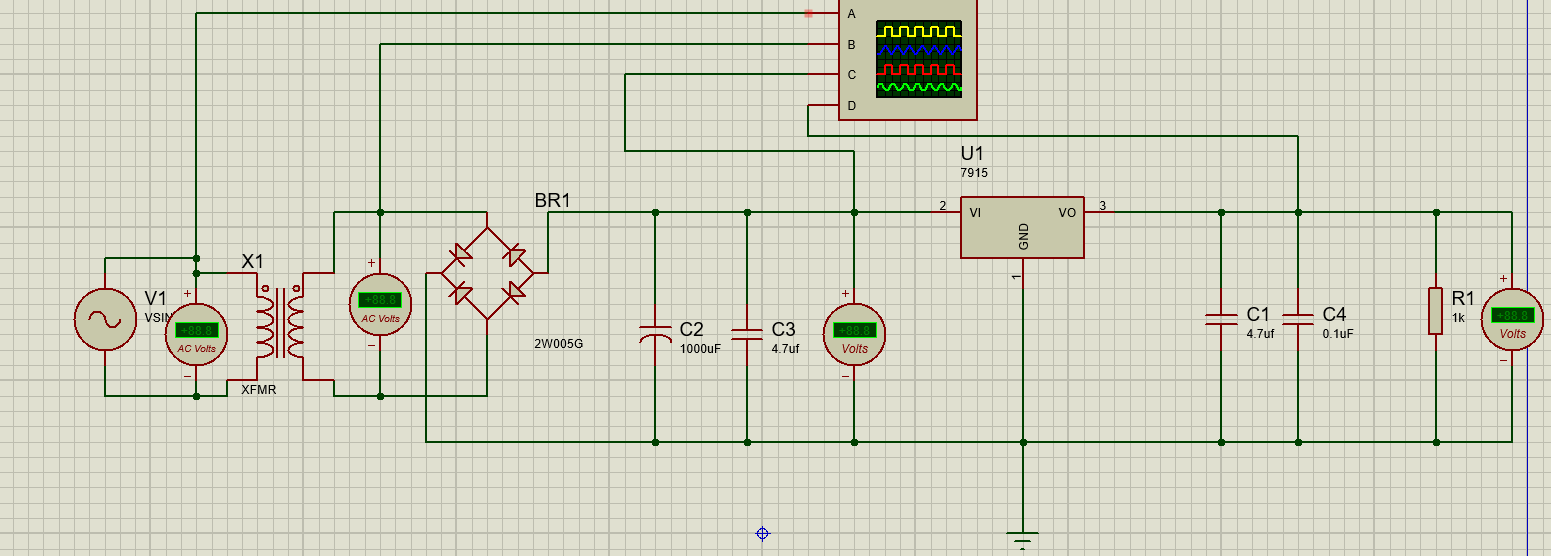 A
B
C
D
U1
7915
2
VI
VO
3
GND
1
BR1
2W005G
X1
XFMR
V1
VSIN
+
+88.8
AC Volts
−
+
+88.8
AC Volts
−
C2
1000uF
C3
4.7uf
+
+88.8
Volts
−
C1
4.7uf
C4
0.1uF
R1
1k
+
+88.8
Volts
−